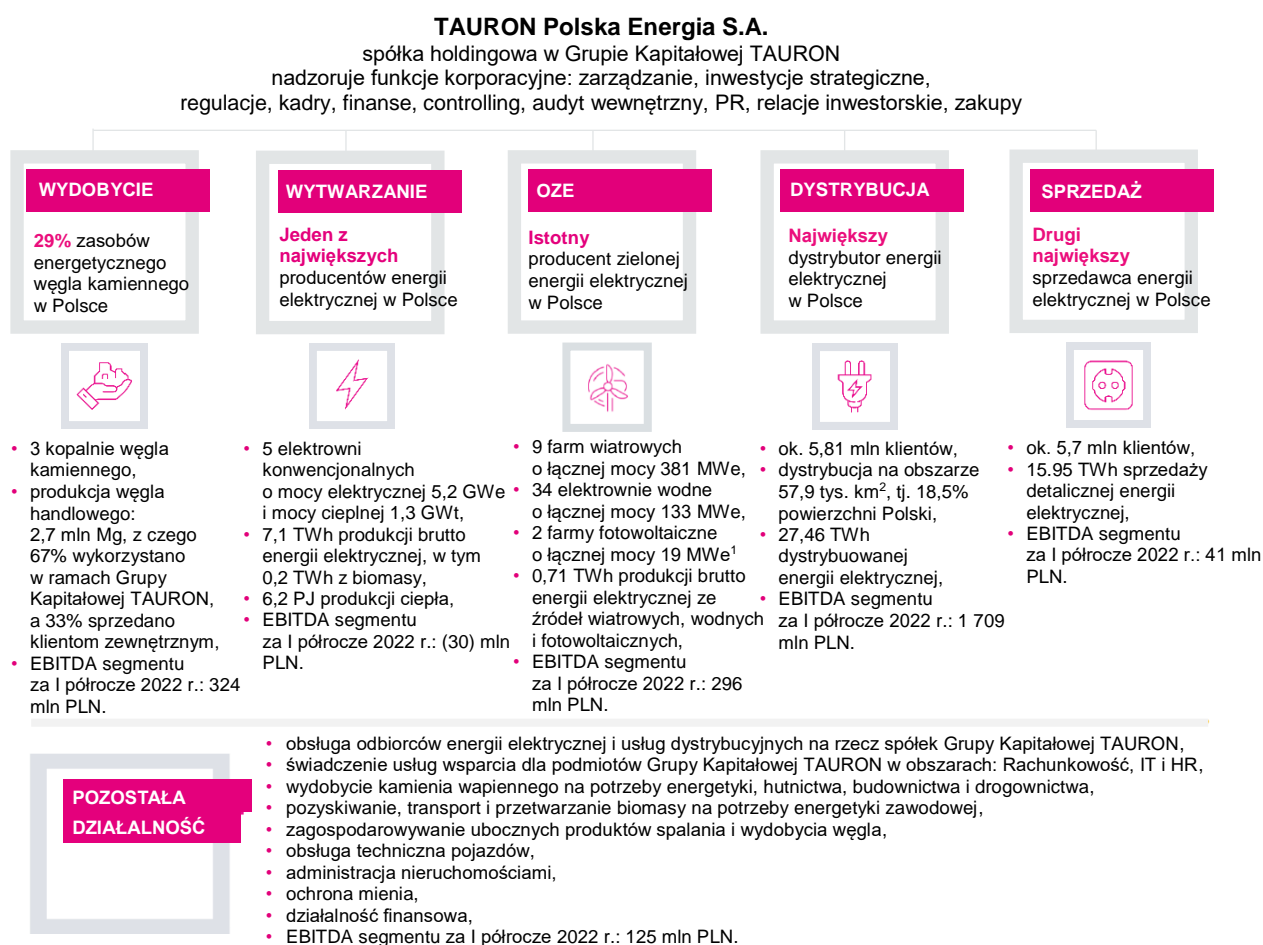 TAURON Polska Energia S.A.
spółka holdingowa w Grupie Kapitałowej TAURON
nadzoruje funkcje korporacyjne: zarządzanie, inwestycje strategiczne,
regulacje, kadry, finanse, controlling, audyt wewnętrzny, PR, relacje inwestorskie, zakupy
WYDOBYCIE
29% zasobów
energetycznego
węgla kamiennego
w Polsce
• 3 kopalnie węgla
kamiennego,
• produkcja węgla
handlowego:
2,7 mln Mg, z czego
67% wykorzystano
w ramach Grupy
Kapitałowej TAURON,
a 33% sprzedano
klientom zewnętrznym,
• EBITDA segmentu
za I półrocze 2022 r.: 324
mln PLN.
WYTWARZANIE
Jeden z
największych
producentów energii
elektrycznej w Polsce
• 5 elektrowni
konwencjonalnych
o mocy elektrycznej 5,2 GWe
i mocy cieplnej 1,3 GWt,
• 7,1 TWh produkcji brutto
energii elektrycznej, w tym
0,2 TWh z biomasy,
• 6,2 PJ produkcji ciepła,
• EBITDA segmentu
za I półrocze 2022 r.: (30) mln
PLN.
OZE
Istotny
producent zielonej
energii elektrycznej
w Polsce
• 9 farm wiatrowych
o łącznej mocy 381 MWe,
• 34 elektrownie wodne
o łącznej mocy 133 MWe,
• 2 farmy fotowoltaiczne
o łącznej mocy 19 MWe¹
• 0,71 TWh produkcji brutto
energii elektrycznej ze
źródeł wiatrowych, wodnych
i fotowoltaicznych,
• EBITDA segmentu
za I półrocze 2022 r.: 296
mln PLN.
DYSTRYBUCJA
Największy
dystrybutor energii
elektrycznej
w Polsce
• ok. 5,81 mln klientów,
• dystrybucja na obszarze
57,9 tys. km², tj. 18,5%
powierzchni Polski,
• 27,46 TWh
dystrybuowanej
energii elektrycznej,
• EBITDA segmentu
za I półrocze 2022 r.: 1 709
mln PLN.
SPRZEDAŻ
Drugi
największy
sprzedawca energii
elektrycznej w Polsce
• ok. 5,7 mln klientów,
• 15.95 TWh sprzedaży
detalicznej energii
elektrycznej,
• EBITDA segmentu
za I półrocze 2022 r.: 41 mln
PLN.
POZOSTAŁA
DZIAŁALNOŚĆ
• obsługa odbiorców energii elektrycznej i usług dystrybucyjnych na rzecz spółek Grupy Kapitałowej TAURON,
• świadczenie usług wsparcia dla podmiotów Grupy Kapitałowej TAURON w obszarach: Rachunkowość, IT i HR,
• wydobycie kamienia wapiennego na potrzeby energetyki, hutnictwa, budownictwa i drogownictwa,
• pozyskiwanie, transport i przetwarzanie biomasy na potrzeby energetyki zawodowej,
• zagospodarowywanie ubocznych produktów spalania i wydobycia węgla,
• obsługa techniczna pojazdów,
• administracja nieruchomościami,
• ochrona mienia,
• działalność finansowa,
• EBITDA segmentu za I półrocze 2022 r.: 125 mln PLN.